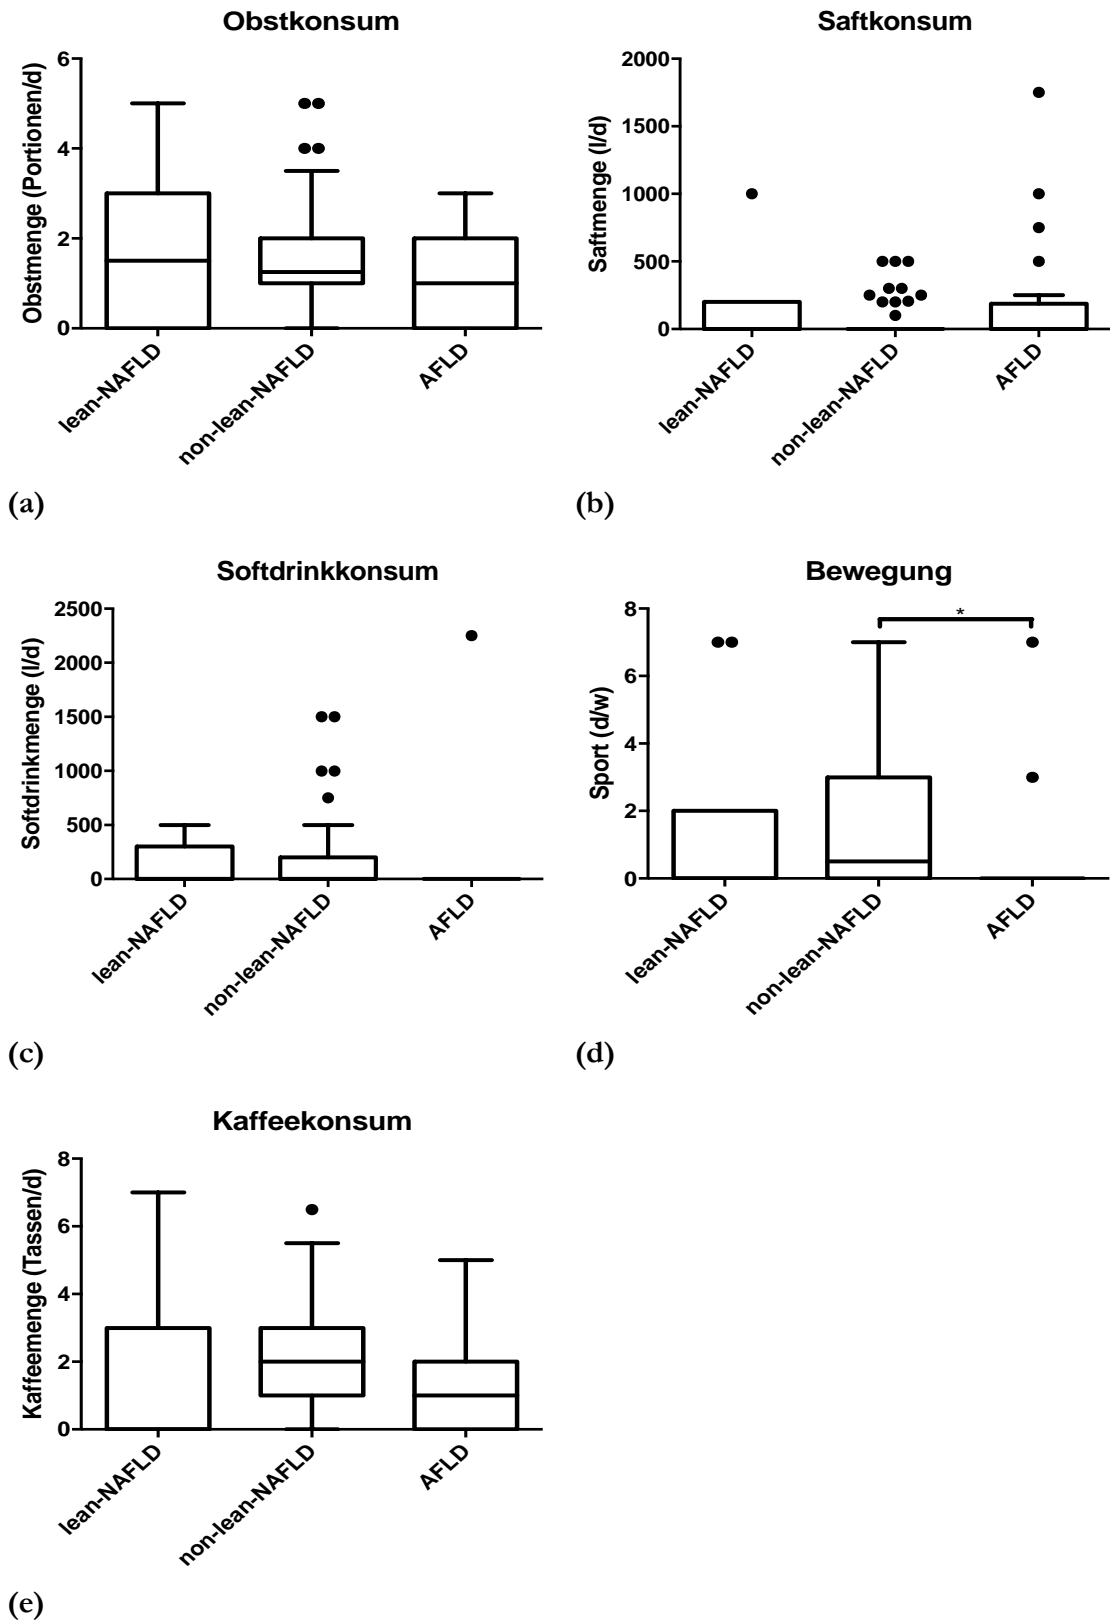 Obstkonsum
Obstmenge (Portionen/d)
6
4
2
0
lean-NAFLD
non-lean-NAFLD
AFLD
(a)
Saftkonsum
Saftmenge (l/d)
2000
1500
1000
500
0
lean-NAFLD
non-lean-NAFLD
AFLD
(b)
Softdrinkkonsum
Softdrinkmenge (l/d)
2500
2000
1500
1000
500
0
lean-NAFLD
non-lean-NAFLD
AFLD
(c)
Bewegung
Sport (d/w)
8
6
4
2
0
*
lean-NAFLD
non-lean-NAFLD
AFLD
(d)
Kaffeekonsum
Kaffeemenge (Tassen/d)
8
6
4
2
0
lean-NAFLD
non-lean-NAFLD
AFLD
(e)